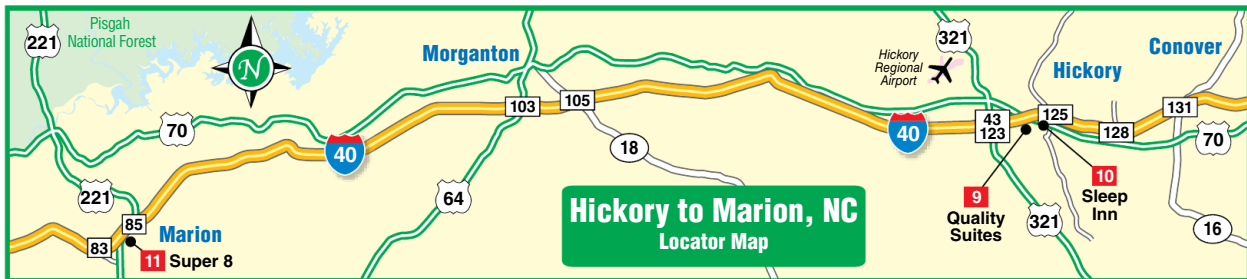 221
Pisgah
National Forest
N
70
40
Morganton
103
105
18
64
221
85
83
Marion
11 Super 8
Hickory to Marion, NC
Locator Map
Hickory
Regional
Airport
321
40
43
123
125
128
131
Hickory
Conover
70
9
Quality
Suites
10
Sleep
Inn
321
16